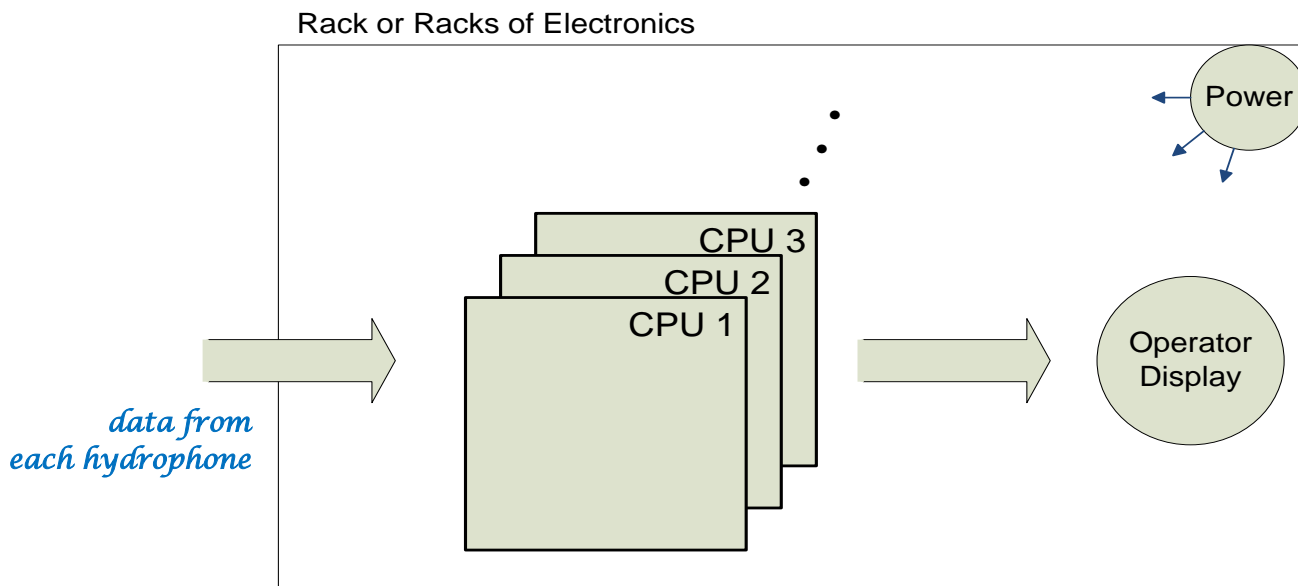 Rack or Racks of Electronics
Power
CPU 3
CPU 2
CPU 1
Operator
Display
data from
each hydrophone